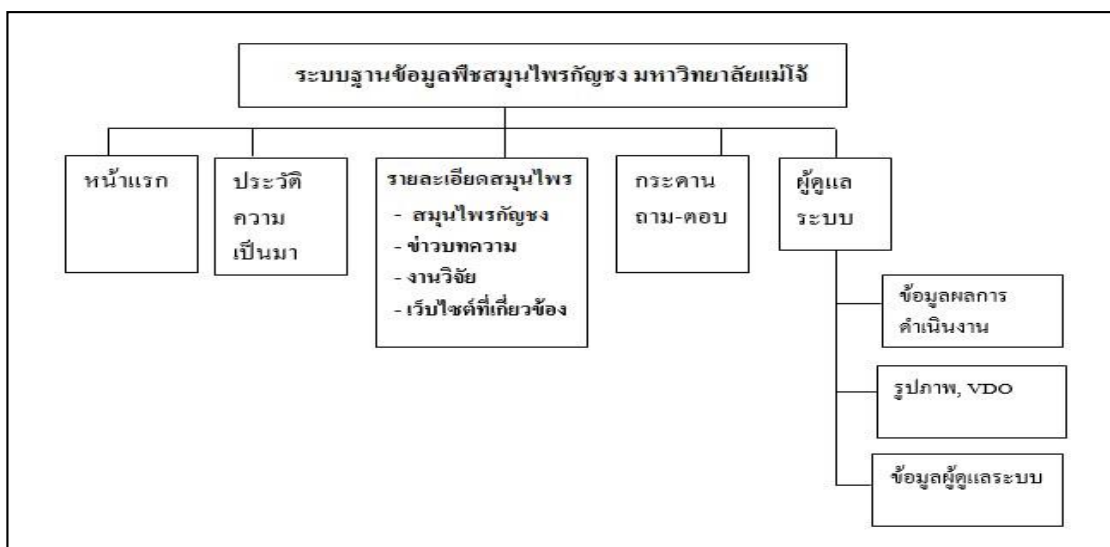 ระบบฐานข้อมูลพืชสมุนไพรกัญชง มหาวิทยาลัยแม่โจ้
หน้าแรก
ประวัติ
ความ
เป็นมา
รายละเอียดสมุนไพร
- สมุนไพรกัญชง
- ข่าวบทความ
- งานวิจัย
- เว็บไซต์ที่เกี่ยวข้อง
กระดาน
ถาม-ตอบ
ผู้ดูแล
ระบบ
ข้อมูลผลการ
ดำเนินงาน
รูปภาพ, VDO
ข้อมูลผู้ดูแลระบบ